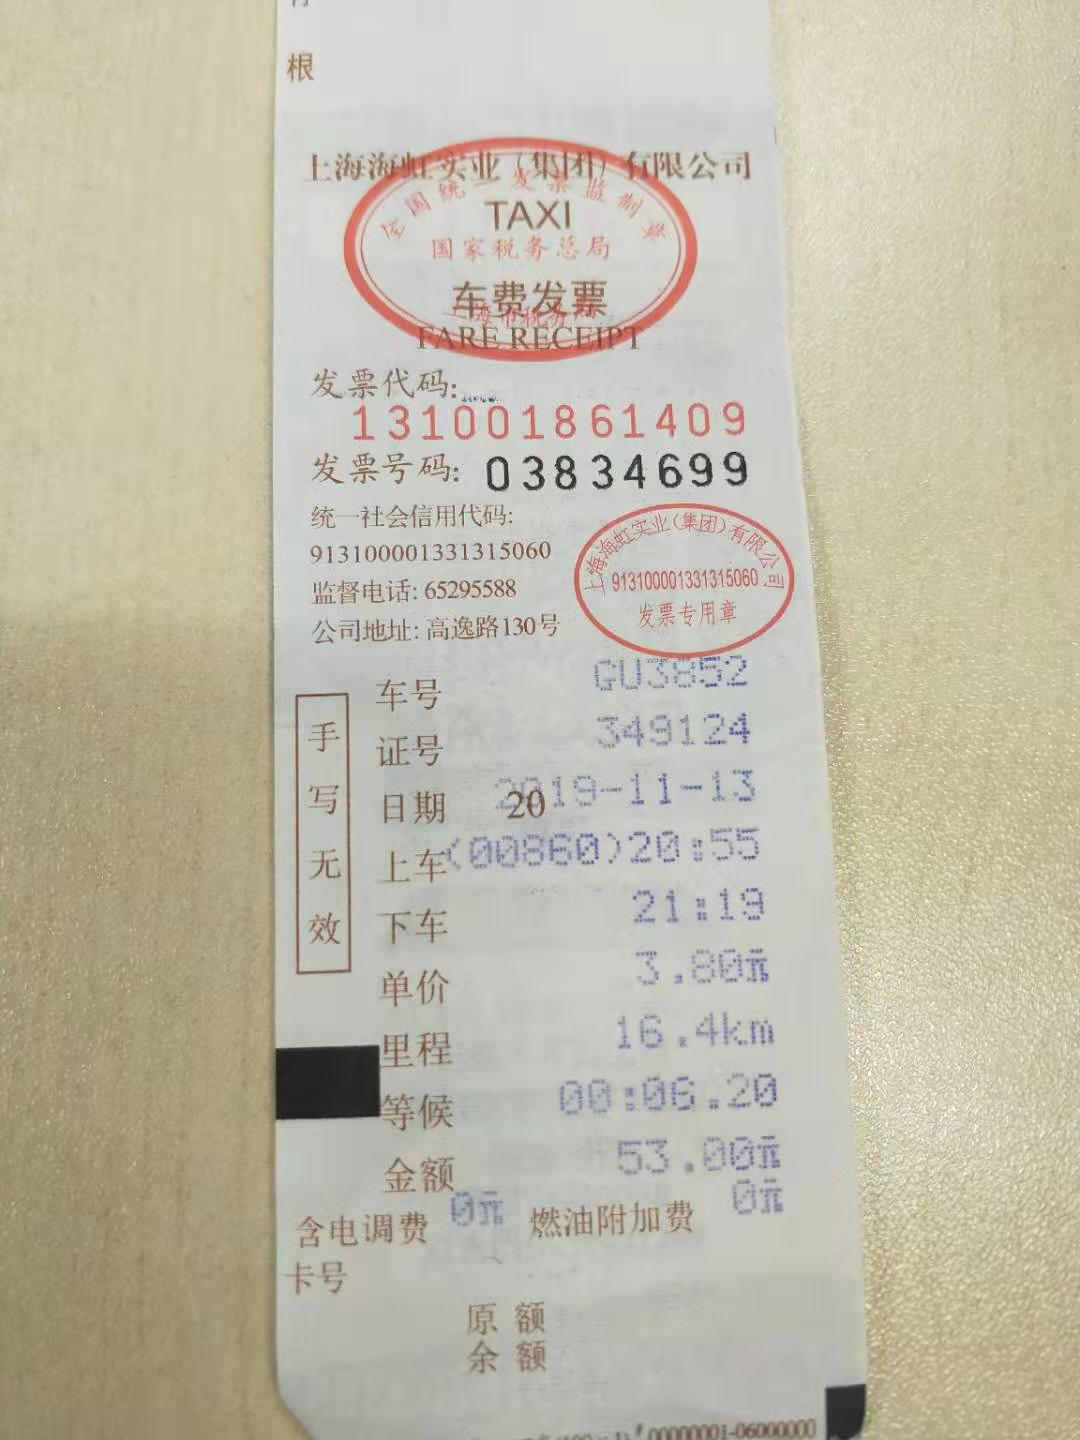 根
上海海虹实业（集团）有限公司
全国统一发票监制章
TAXI
国家税务总局
车费发票
上海市税务局
FARE RECEIPT
发票代码:
131001861409
发票号码: 03834699
统一社会信用代码:
913100001331315060
监督电话: 65295588
公司地址: 高逸路130号
上海海虹实业(集团)有限公司
913100001331315060
发票专用章
手写无效
车号 GU3852
证号 349124
日期 20 2019-11-13
上车 (00860)20:55
下车 21:19
单价 3.80元
里程 16.4km
等候 00:06.20
金额 53.00元
含电调费 0元 燃油附加费 0元
卡号
原 额
余 额
00000001-06000000